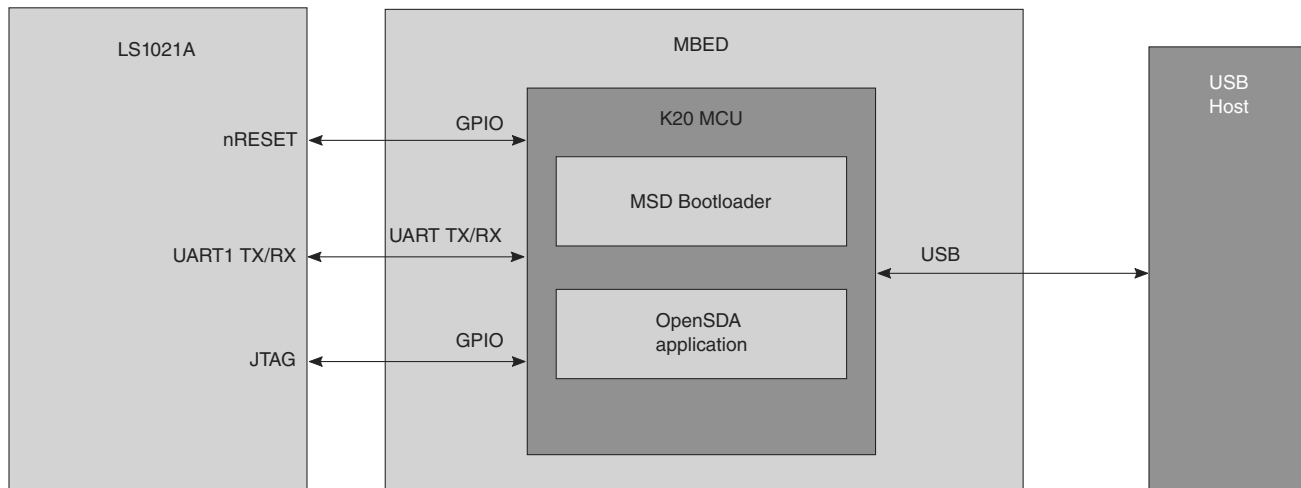 LS1021A
MBED
USB
Host
K20 MCU
nRESET
GPIO
MSD Bootloader
UART1 TX/RX
UART TX/RX
USB
OpenSDA
application
JTAG
GPIO